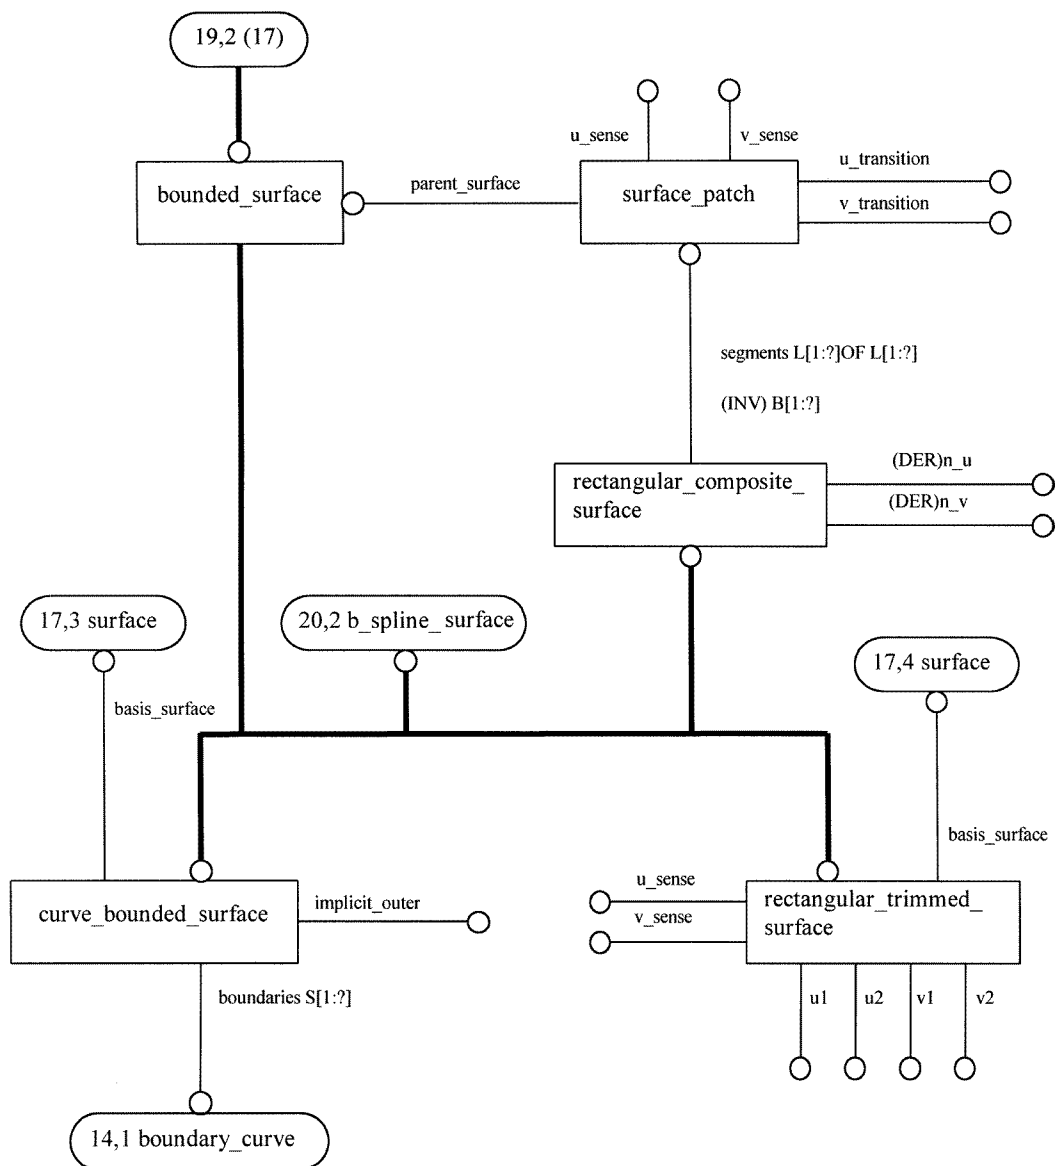 19,2 (17)
u_sense
v_sense
u_transition
v_transition
bounded_surface
parent_surface
surface_patch
segments L[1:?]OF L[1:?]
(INV) B[1:?]
rectangular_composite_
surface
(DER)n_u
(DER)n_v
17,3 surface
20,2 b_spline_ surface
17,4 surface
basis_surface
basis_surface
curve_bounded_surface
implicit_outer
u_sense
v_sense
rectangular_trimmed_
surface
boundaries S[1:?]
u1
u2
v1
v2
14,1 boundary_curve